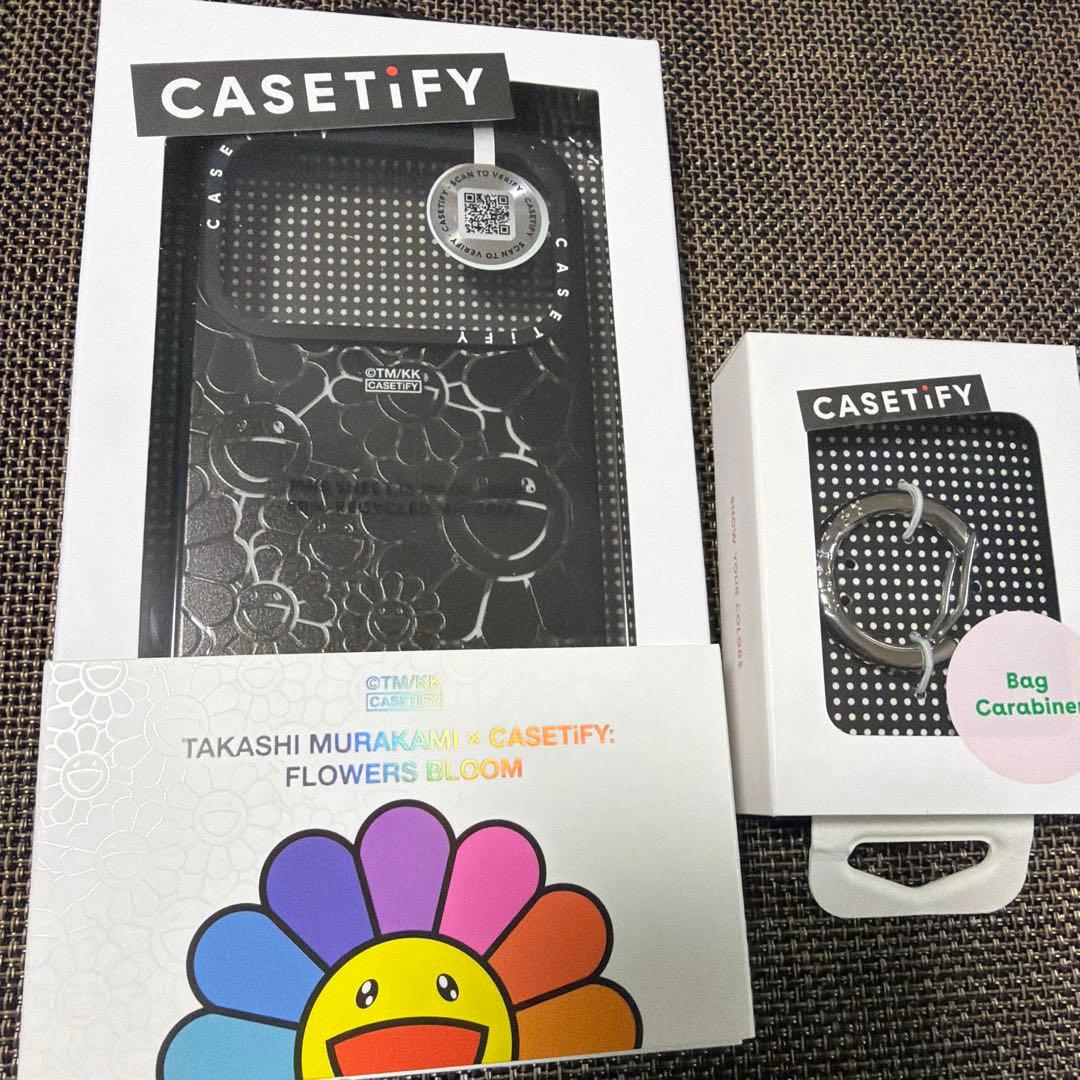 CASETiFY
CASE
SCAN TO VERIFY · CASETiFY · SCAN TO VERIFY · CASETiFY ·
CASETiFY
©TM/KK
CASETiFY
CASETiFY
SHOW YOUR COLORS
Bag
Carabiner
©TM/KK
CASETiFY
TAKASHI MURAKAMI × CASETiFY:
FLOWERS BLOOM